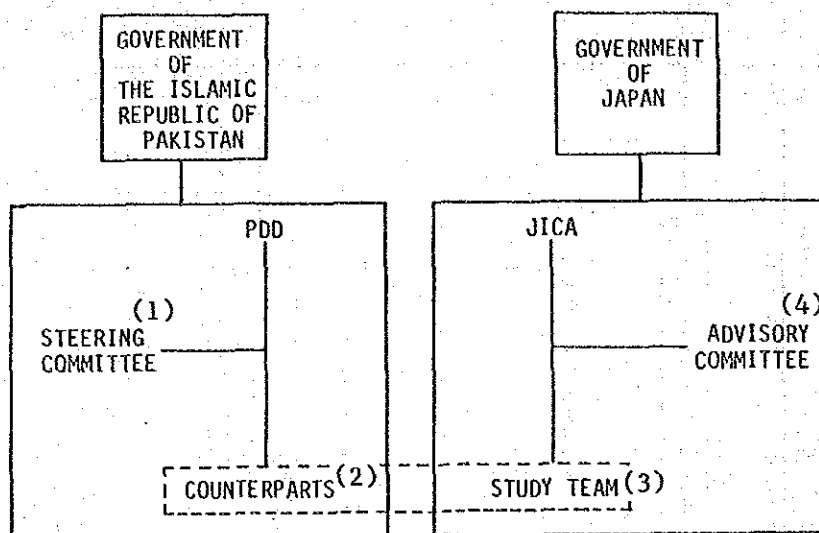 GOVERNMENT
OF
THE ISLAMIC
REPUBLIC OF
PAKISTAN
GOVERNMENT
OF
JAPAN
PDD
JICA
(1)
STEERING
COMMITTEE
(4)
ADVISORY
COMMITTEE
COUNTERPARTS(2)
STUDY TEAM(3)